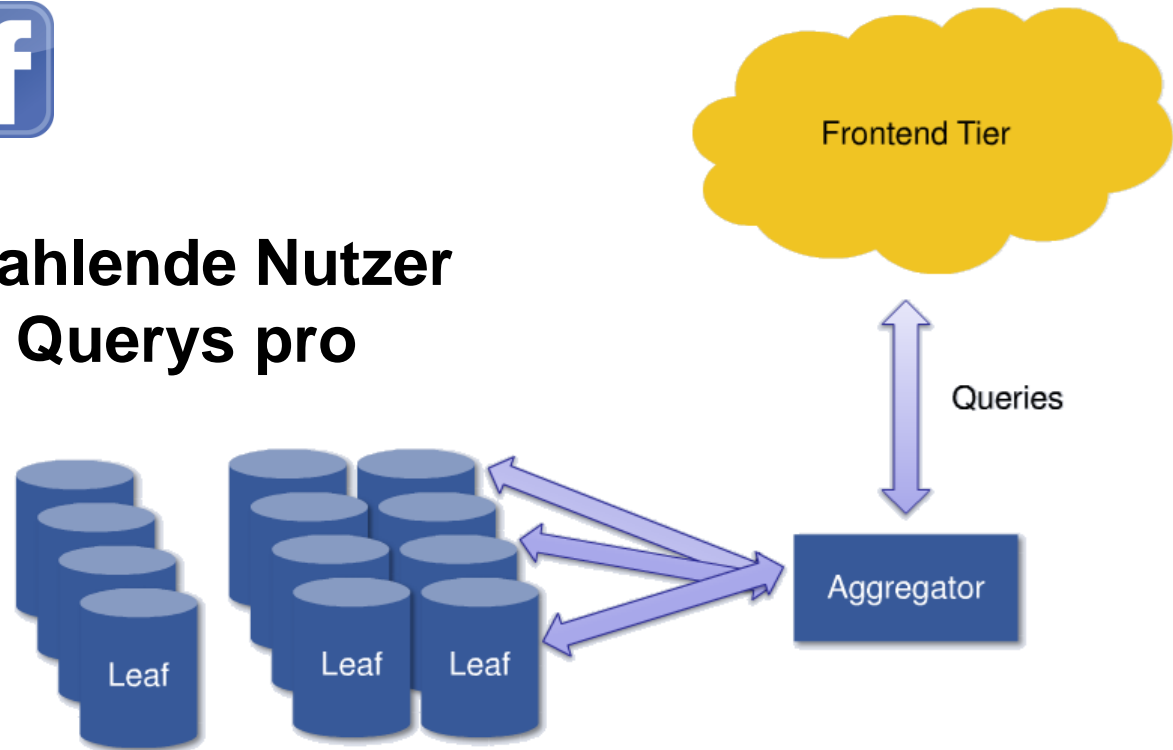 f
Frontend Tier
ahlende Nutzer
Querys pro
Queries
Aggregator
Leaf
Leaf
Leaf